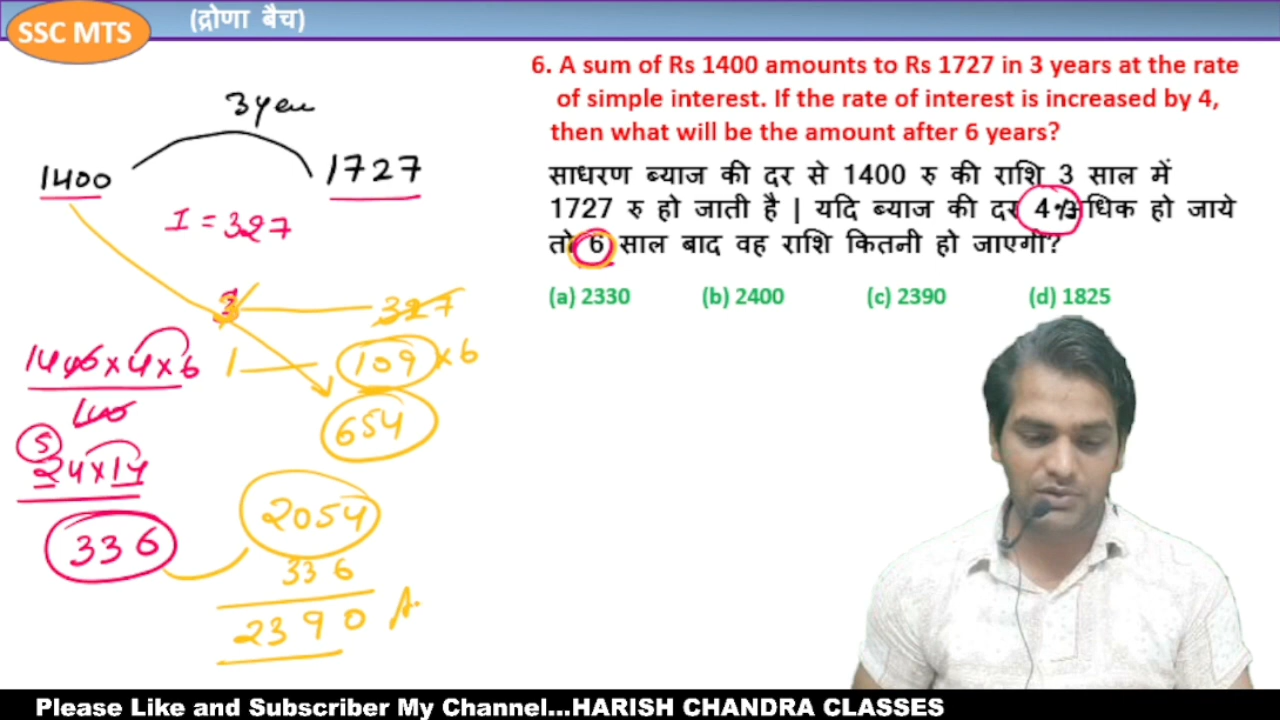 (द्रोणा बैच)
SSC MTS
6. A sum of Rs 1400 amounts to Rs 1727 in 3 years at the rate
of simple interest. If the rate of interest is increased by 4,
then what will be the amount after 6 years?
साधरण ब्याज की दर से 1400 रु की राशि 3 साल में
1727 रु हो जाती है | यदि ब्याज की दर 4% धिक हो जाये
तो 6 साल बाद वह राशि कितनी हो जाएगी?
(a) 2330 (b) 2400 (c) 2390 (d) 1825
3 year
1400 1727
I = 327
3 327
1 109 × 6
654
1400×4×6
100
5
24×14
336
2054
336
2390 A.
Please Like and Subscriber My Channel...HARISH CHANDRA CLASSES